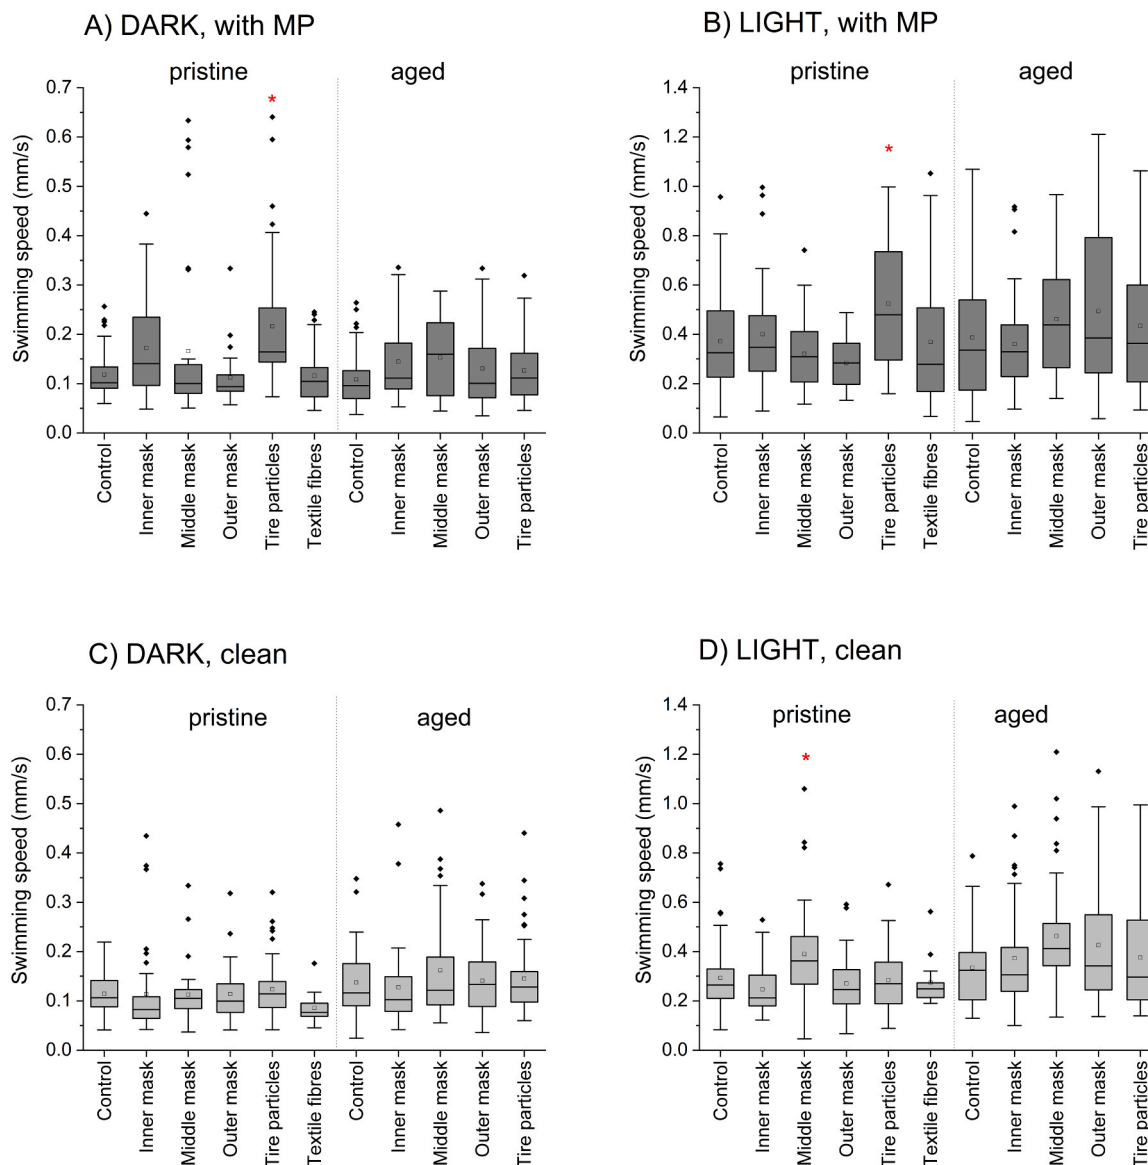 A) DARK, with MP
pristine
aged
Swimming speed (mm/s)
0.7
0.6
0.5
0.4
0.3
0.2
0.1
0.0
*
Control
Inner mask
Middle mask
Outer mask
Tire particles
Textile fibres
Control
Inner mask
Middle mask
Outer mask
Tire particles
B) LIGHT, with MP
pristine
aged
Swimming speed (mm/s)
1.4
1.2
1.0
0.8
0.6
0.4
0.2
0.0
*
Control
Inner mask
Middle mask
Outer mask
Tire particles
Textile fibres
Control
Inner mask
Middle mask
Outer mask
Tire particles
C) DARK, clean
pristine
aged
Swimming speed (mm/s)
0.7
0.6
0.5
0.4
0.3
0.2
0.1
0.0
Control
Inner mask
Middle mask
Outer mask
Tire particles
Textile fibres
Control
Inner mask
Middle mask
Outer mask
Tire particles
D) LIGHT, clean
pristine
aged
Swimming speed (mm/s)
1.4
1.2
1.0
0.8
0.6
0.4
0.2
0.0
*
Control
Inner mask
Middle mask
Outer mask
Tire particles
Textile fibres
Control
Inner mask
Middle mask
Outer mask
Tire particles